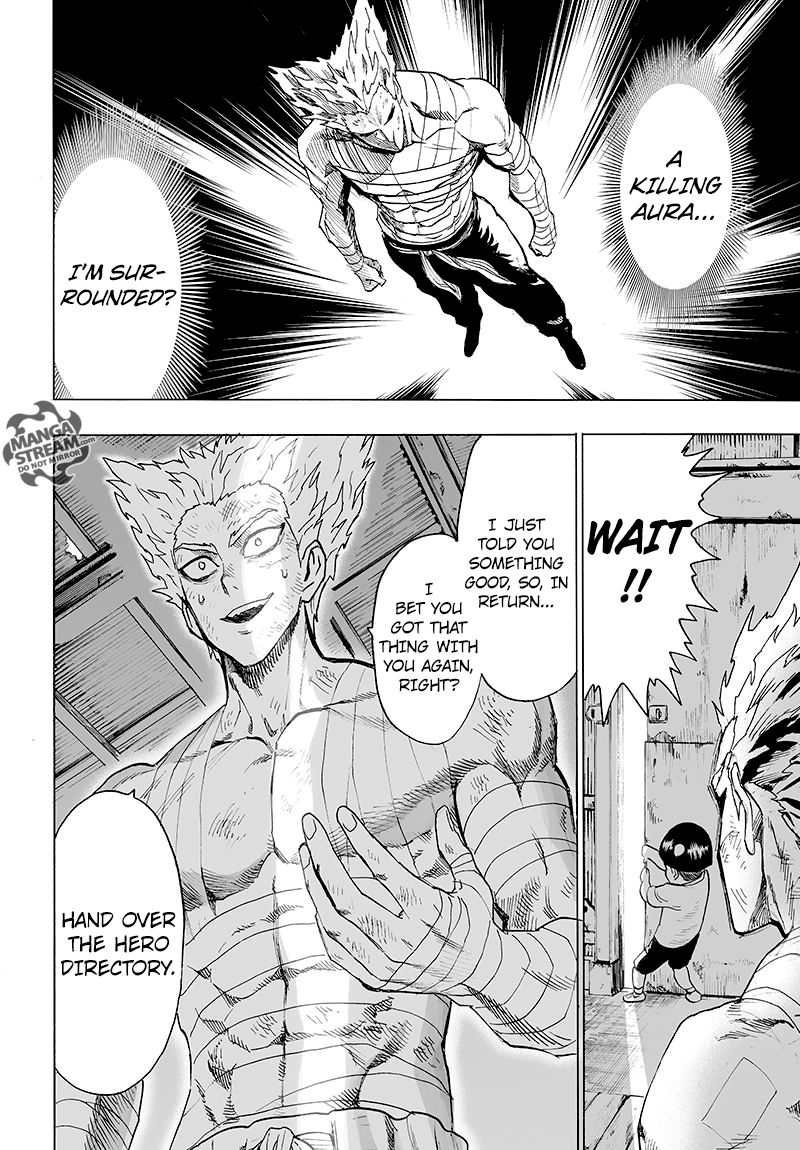 A
KILLING
AURA...
I'M SUR-
ROUNDED?
WAIT
!!
I JUST
TOLD YOU
SOMETHING
GOOD, SO, IN
RETURN...
I
BET YOU
GOT THAT
THING WITH
YOU AGAIN,
RIGHT?
HAND OVER
THE HERO
DIRECTORY.
MANGA
STREAM.com
DO NOT MIRROR